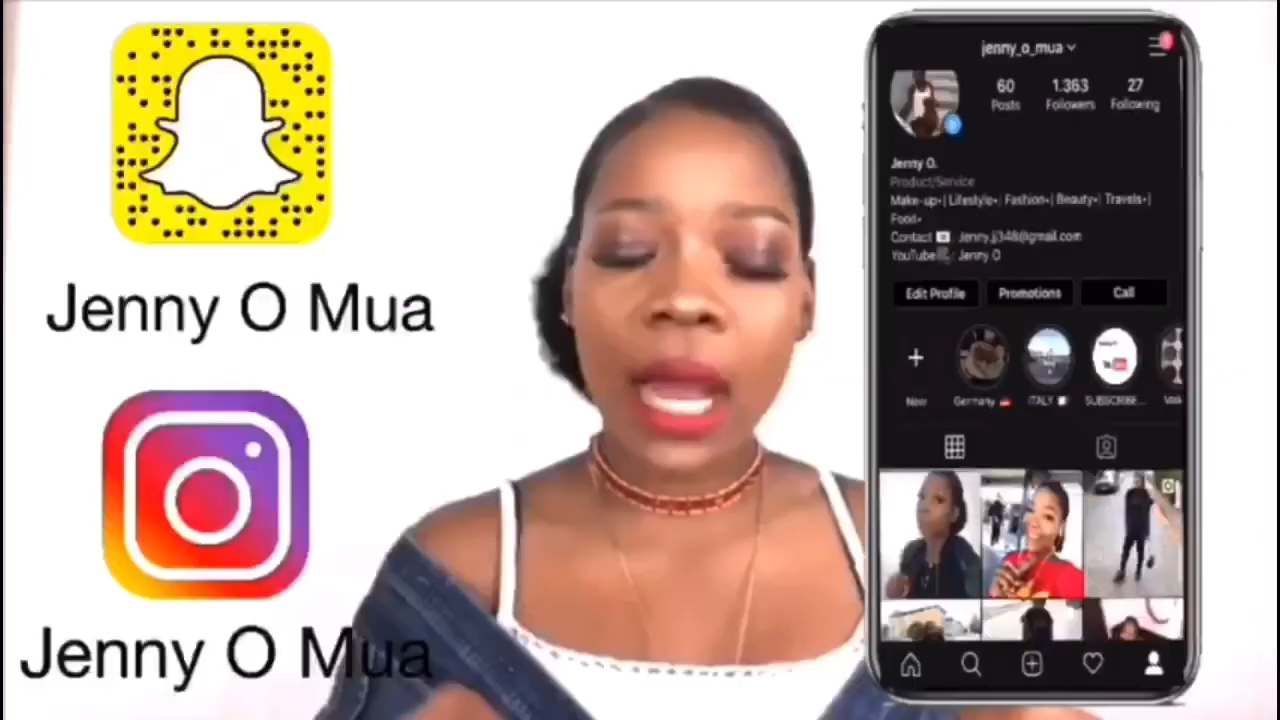 Jenny O Mua
Jenny O Mua
jenny_o_mua
60
1.363
27
Posts
Followers
Following
Jenny O.
Product/Service
Make-up•| Lifestyle•| Fashion•| Beauty•| Travels•|
Food•
Contact : Jenny.jj348@gmail.com
YouTube : Jenny O
Edit Profile
Promotions
Call
New
Germany
ITALY
SUBSCRIBE...